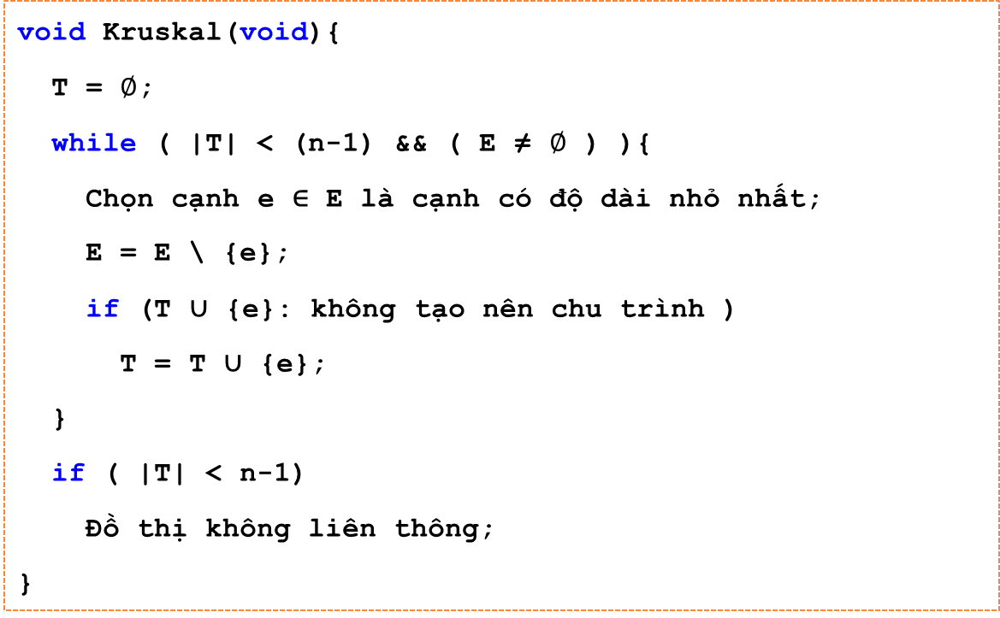 void Kruskal(void){
T = ∅;
while ( |T| < (n-1) && ( E ≠ ∅ ) ){
Chọn cạnh e ∈ E là cạnh có độ dài nhỏ nhất;
E = E \ {e};
if (T ∪ {e}: không tạo nên chu trình )
T = T ∪ {e};
}
if ( |T| < n-1)
Đồ thị không liên thông;
}